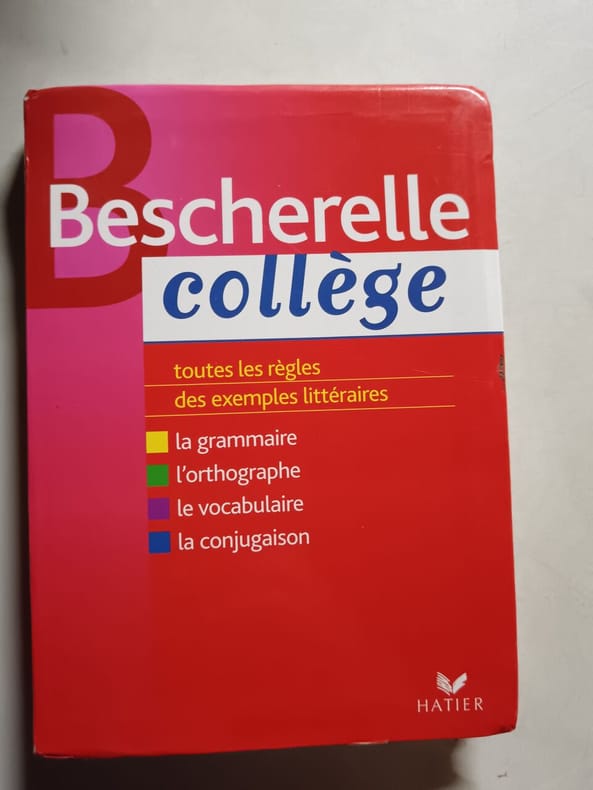 B
Bescherelle
collège
toutes les règles
des exemples littéraires
la grammaire
l'orthographe
le vocabulaire
la conjugaison
HATIER